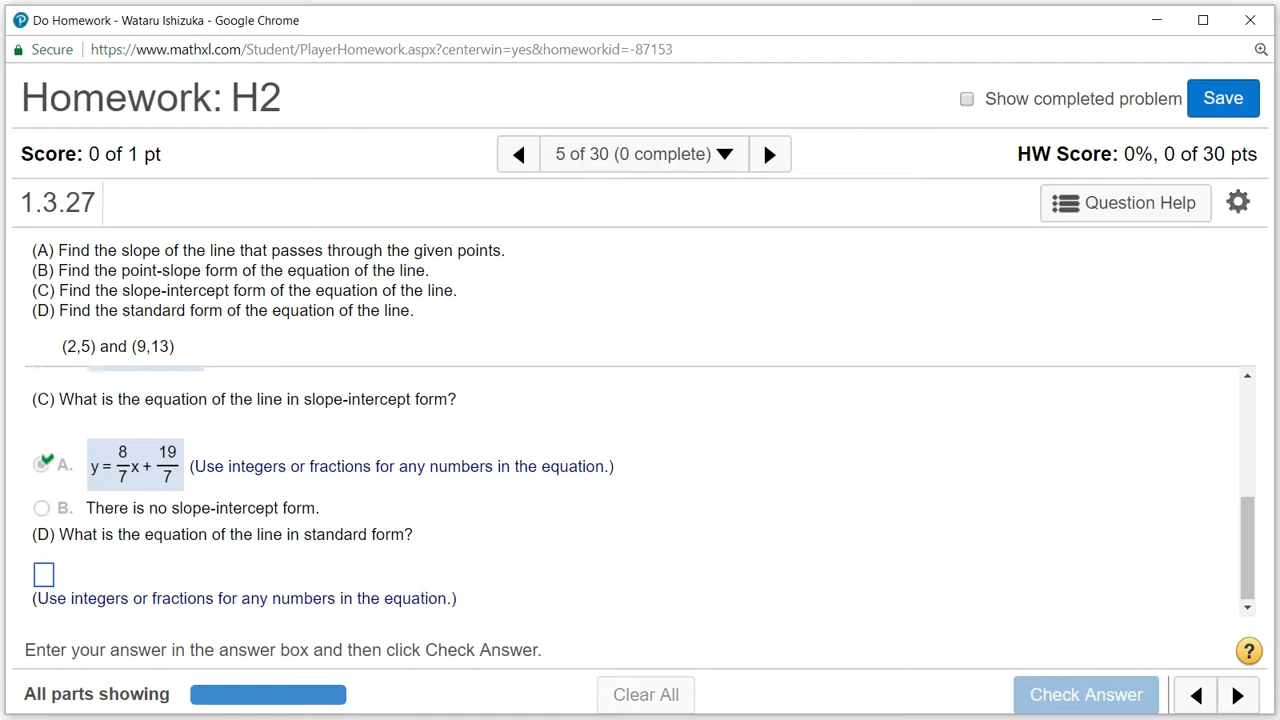 Do Homework - Wataru Ishizuka - Google Chrome
Secure | https://www.mathxl.com/Student/PlayerHomework.aspx?centerwin=yes&homeworkid=-87153
Homework: H2
Show completed problem
Save
Score: 0 of 1 pt
5 of 30 (0 complete)
HW Score: 0%, 0 of 30 pts
1.3.27
Question Help
(A) Find the slope of the line that passes through the given points.
(B) Find the point-slope form of the equation of the line.
(C) Find the slope-intercept form of the equation of the line.
(D) Find the standard form of the equation of the line.
(2,5) and (9,13)
(C) What is the equation of the line in slope-intercept form?
A. y = 8/7 x + 19/7 (Use integers or fractions for any numbers in the equation.)
B. There is no slope-intercept form.
(D) What is the equation of the line in standard form?
(Use integers or fractions for any numbers in the equation.)
Enter your answer in the answer box and then click Check Answer.
?
All parts showing
Clear All
Check Answer